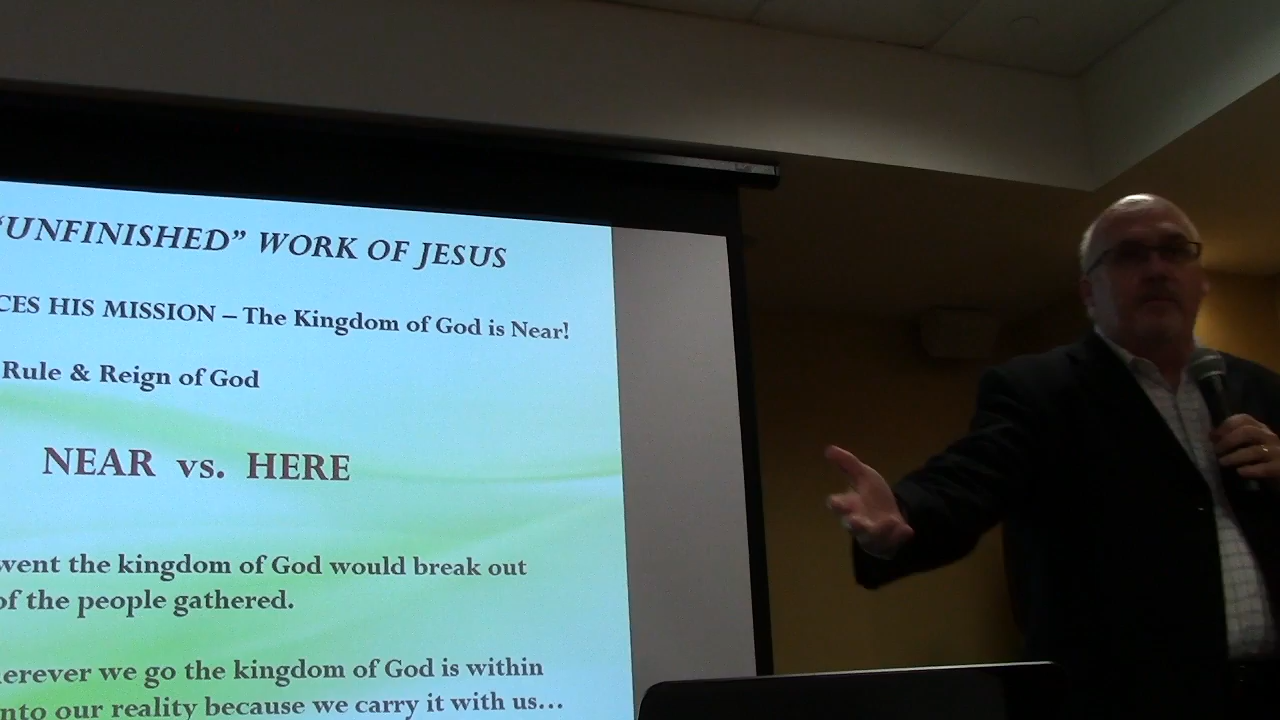 “UNFINISHED” WORK OF JESUS
CES HIS MISSION – The Kingdom of God is Near!
Rule & Reign of God
NEAR vs. HERE
went the kingdom of God would break out
of the people gathered.
erever we go the kingdom of God is within
nto our reality because we carry it with us...